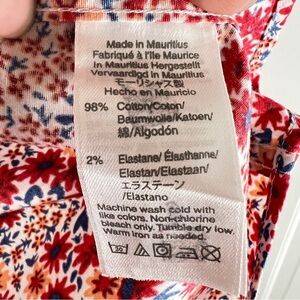 Made in Mauritius
Fabriqué à l'Ile Maurice
In Mauritius Hergestellt
Vervaardigd in Mauritius
モーリシャス製
Hecho en Mauricio
98% Cotton/Coton/
Baumwolle/Katoen/
綿/Algodón
2% Elastane/Élasthanne/
Elastan/Elastaan/
エラステーン
/Elastano
Machine wash cold with
like colors. Non-chlorine
bleach only. Tumble dry low.
Warm iron as needed.